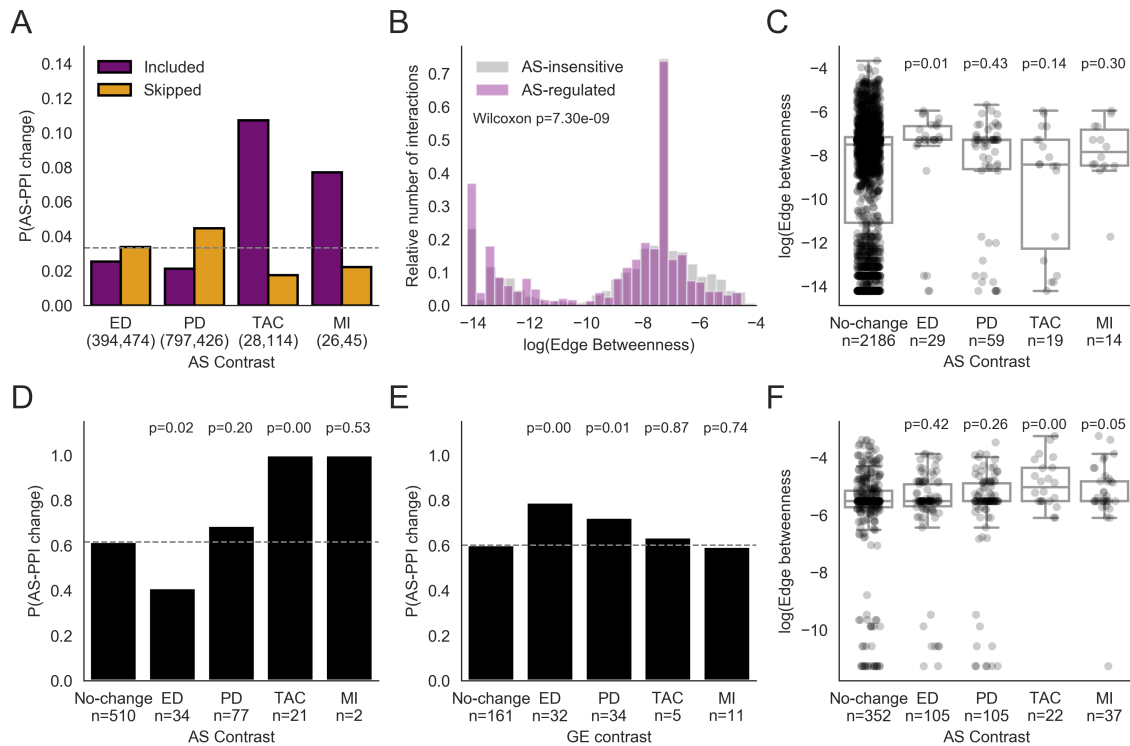 A
P(AS-PPI change)
0.14
0.12
0.10
0.08
0.06
0.04
0.02
0.00
Included
Skipped
ED PD TAC MI
(394,474) (797,426) (28,114) (26,45)
AS Contrast
B
Relative number of interactions
0.7
0.6
0.5
0.4
0.3
0.2
0.1
0.0
AS-insensitive
AS-regulated
Wilcoxon p=7.30e-09
−14 −12 −10 −8 −6 −4
log(Edge Betweenness)
C
log(Edge betweenness)
−4
−6
−8
−10
−12
−14
p=0.01 p=0.43 p=0.14 p=0.30
No-change ED PD TAC MI
n=2186 n=29 n=59 n=19 n=14
AS Contrast
D
P(AS-PPI change)
1.0
0.8
0.6
0.4
0.2
0.0
p=0.02 p=0.20 p=0.00 p=0.53
No-change ED PD TAC MI
n=510 n=34 n=77 n=21 n=2
AS Contrast
E
P(AS-PPI change)
1.0
0.8
0.6
0.4
0.2
0.0
p=0.00 p=0.01 p=0.87 p=0.74
No-change ED PD TAC MI
n=161 n=32 n=34 n=5 n=11
GE contrast
F
log(Edge betweenness)
−4
−6
−8
−10
p=0.42 p=0.26 p=0.00 p=0.05
No-change ED PD TAC MI
n=352 n=105 n=105 n=22 n=37
AS Contrast